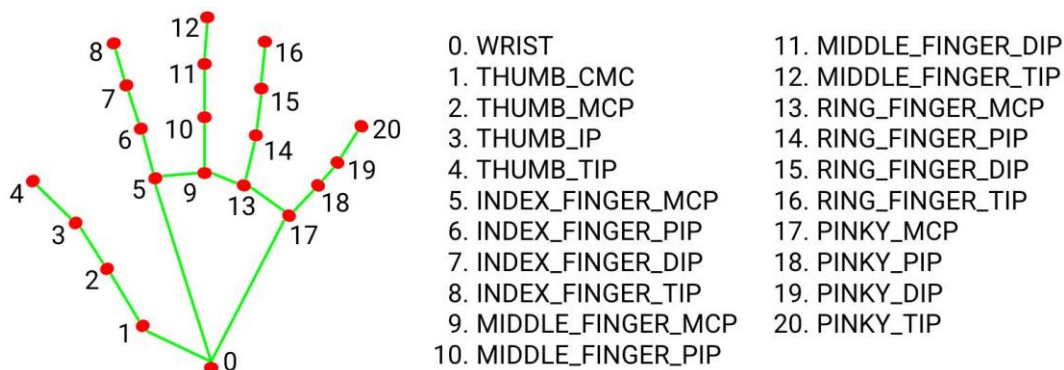 12
8
16
11
7
15
6
10
14
20
4
5
9
13
19
18
3
17
2
1
0
0. WRIST
1. THUMB_CMC
2. THUMB_MCP
3. THUMB_IP
4. THUMB_TIP
5. INDEX_FINGER_MCP
6. INDEX_FINGER_PIP
7. INDEX_FINGER_DIP
8. INDEX_FINGER_TIP
9. MIDDLE_FINGER_MCP
10. MIDDLE_FINGER_PIP
11. MIDDLE_FINGER_DIP
12. MIDDLE_FINGER_TIP
13. RING_FINGER_MCP
14. RING_FINGER_PIP
15. RING_FINGER_DIP
16. RING_FINGER_TIP
17. PINKY_MCP
18. PINKY_PIP
19. PINKY_DIP
20. PINKY_TIP